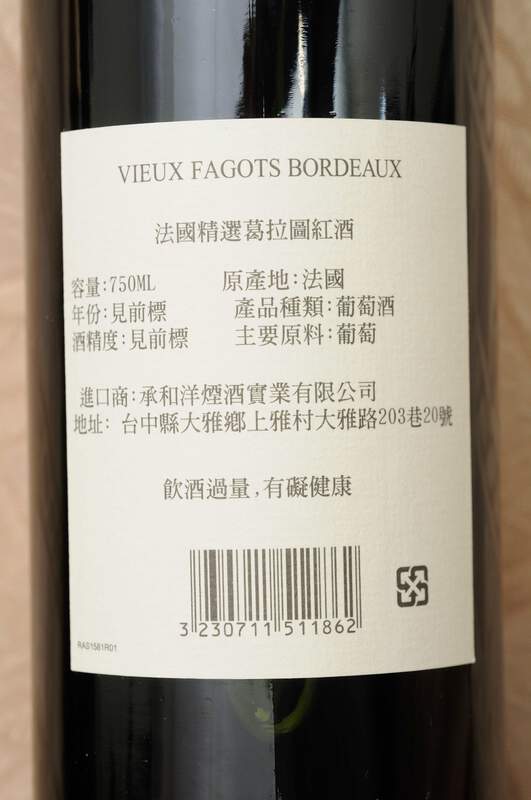 VIEUX FAGOTS BORDEAUX
法國精選葛拉圖紅酒
容量:750ML 原產地:法國
年份:見前標 產品種類:葡萄酒
酒精度:見前標 主要原料:葡萄
進口商:承和洋煙酒實業有限公司
地址: 台中縣大雅鄉上雅村大雅路203巷20號
飲酒過量,有礙健康
3 230711 511862
RAS1581R01